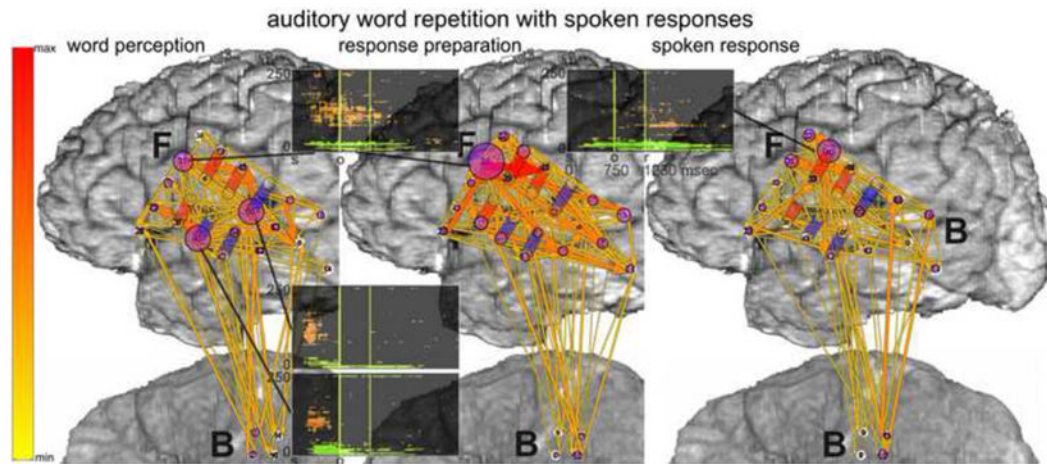 auditory word repetition with spoken responses
max
word perception
response preparation
spoken response
250
0
s o
250
0
s o r
750 1250 msec
F
F
F
B
250
0
250
0
s o
B
B
B
min